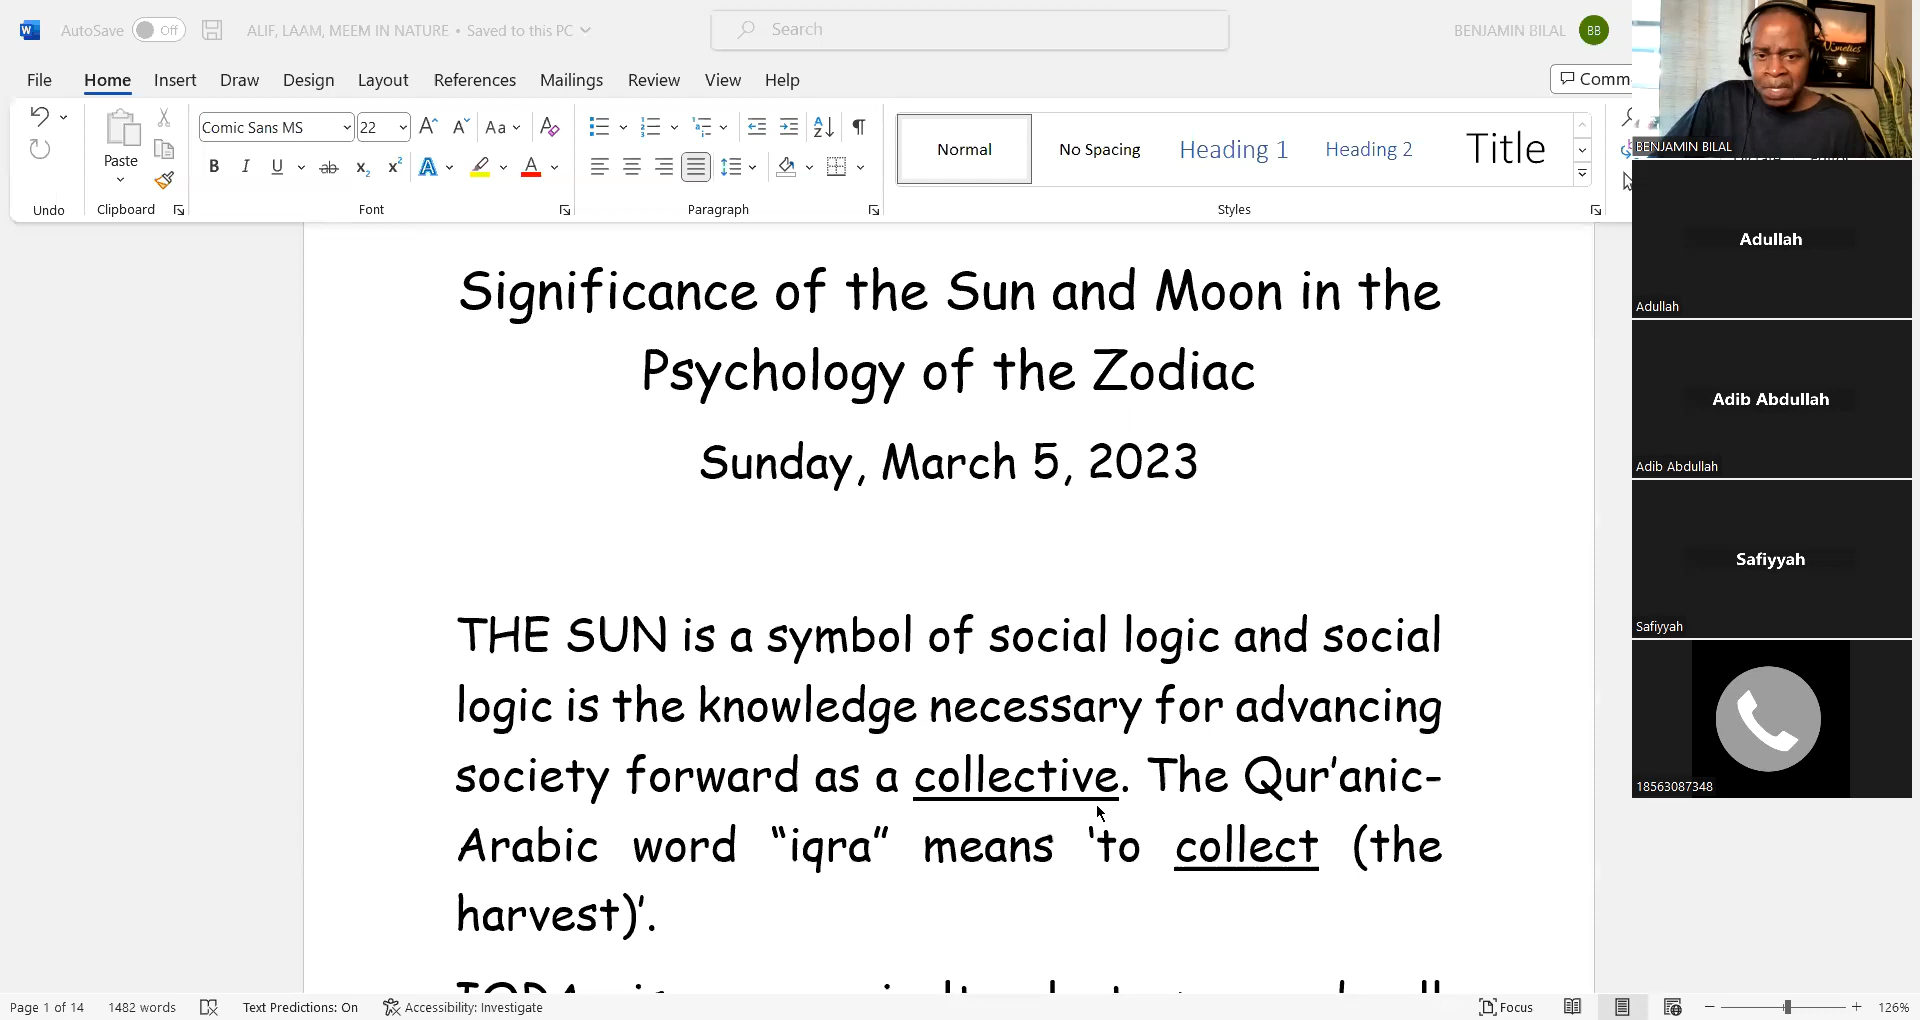 AutoSave Off ALIF, LAAM, MEEM IN NATURE • Saved to this PC Search BENJAMIN BILAL BB
File Home Insert Draw Design Layout References Mailings Review View Help Comm
Comic Sans MS 22 A A Aa A
Paste B I U ab x₂ x² A A
Normal No Spacing Heading 1 Heading 2 Title
Undo Clipboard Font Paragraph Styles
BENJAMIN BILAL
Adullah
Adullah
Adib Abdullah
Adib Abdullah
Safiyyah
Safiyyah
18563087348
Significance of the Sun and Moon in the
Psychology of the Zodiac
Sunday, March 5, 2023
THE SUN is a symbol of social logic and social
logic is the knowledge necessary for advancing
society forward as a collective. The Qur’anic-
Arabic word “iqra” means ‘to collect (the
harvest)’.
Page 1 of 14 1482 words Text Predictions: On Accessibility: Investigate Focus 126%